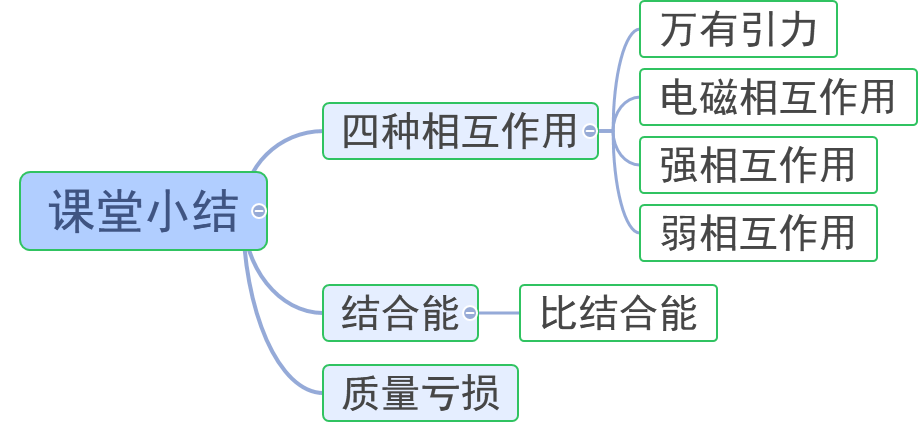 课堂小结
四种相互作用
万有引力
电磁相互作用
强相互作用
弱相互作用
结合能
比结合能
质量亏损